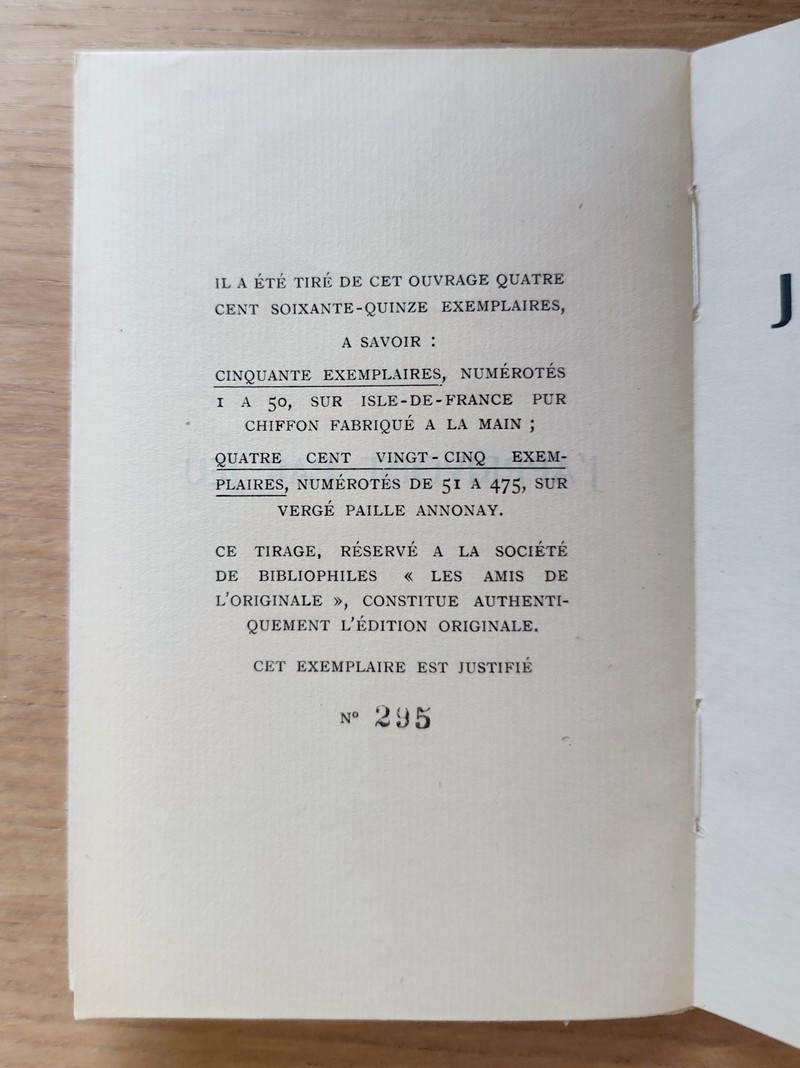 IL A ÉTÉ TIRÉ DE CET OUVRAGE QUATRE
CENT SOIXANTE-QUINZE EXEMPLAIRES,
A SAVOIR :
CINQUANTE EXEMPLAIRES, NUMÉROTÉS
1 A 50, SUR ISLE-DE-FRANCE PUR
CHIFFON FABRIQUÉ A LA MAIN ;
QUATRE CENT VINGT-CINQ EXEM-
PLAIRES, NUMÉROTÉS DE 51 A 475, SUR
VERGÉ PAILLE ANNONAY.
CE TIRAGE, RÉSERVÉ A LA SOCIÉTÉ
DE BIBLIOPHILES « LES AMIS DE
L'ORIGINALE », CONSTITUE AUTHENTI-
QUEMENT L'ÉDITION ORIGINALE.
CET EXEMPLAIRE EST JUSTIFIÉ
Nº 295
J